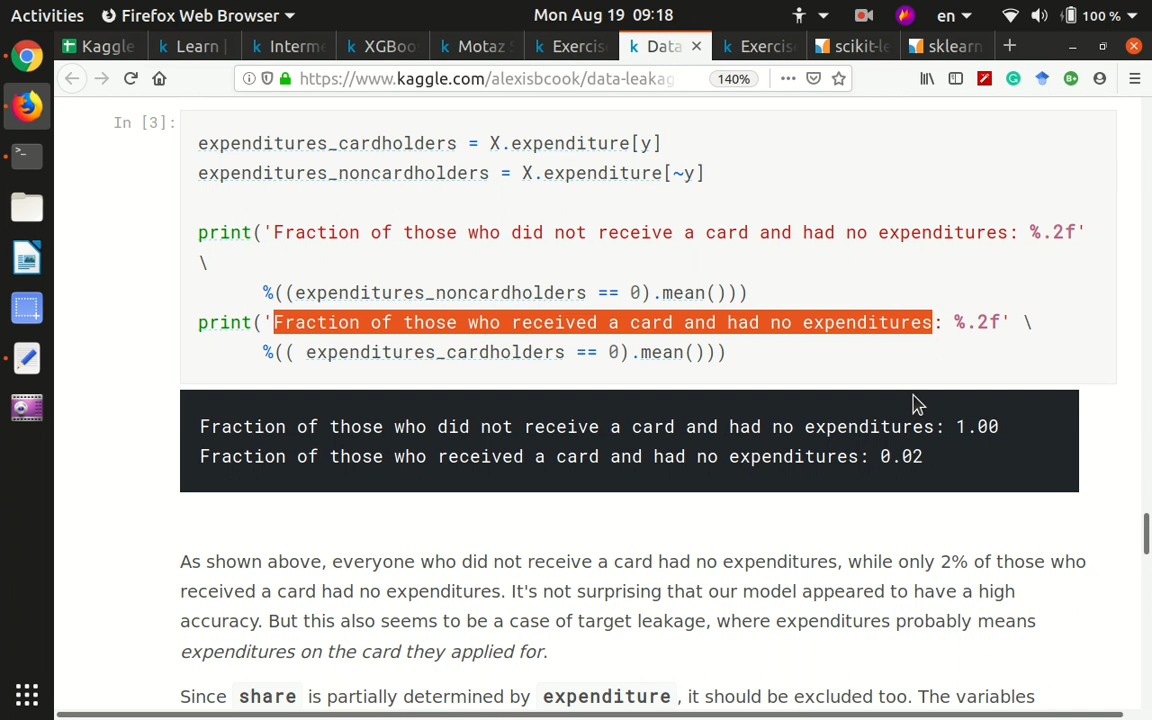 Activities Firefox Web Browser Mon Aug 19 09:18 en 100 %
Kaggle Learn Interme XGBoo Motaz Exercis Data Exercis scikit-le sklearn
https://www.kaggle.com/alexisbcook/data-leakag 140%
In [3]:
expenditures_cardholders = X.expenditure[y]
expenditures_noncardholders = X.expenditure[~y]
print('Fraction of those who did not receive a card and had no expenditures: %.2f'
\
%((expenditures_noncardholders == 0).mean()))
print('Fraction of those who received a card and had no expenditures: %.2f' \
%(( expenditures_cardholders == 0).mean()))
Fraction of those who did not receive a card and had no expenditures: 1.00
Fraction of those who received a card and had no expenditures: 0.02
As shown above, everyone who did not receive a card had no expenditures, while only 2% of those who
received a card had no expenditures. It's not surprising that our model appeared to have a high
accuracy. But this also seems to be a case of target leakage, where expenditures probably means
expenditures on the card they applied for.
Since share is partially determined by expenditure, it should be excluded too. The variables